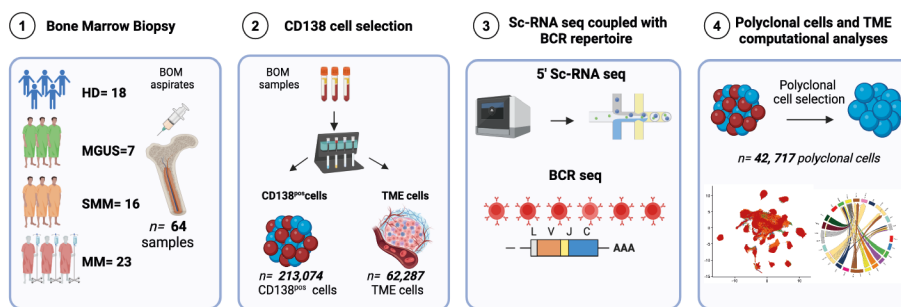 1 Bone Marrow Biopsy
BOM
aspirates
HD= 18
MGUS=7
SMM= 16
MM= 23
n= 64
samples
2 CD138 cell selection
BOM
samples
CD138pos cells
TME cells
n= 213,074
CD138pos cells
n= 62,287
TME cells
3 Sc-RNA seq coupled with
BCR repertoire
5' Sc-RNA seq
BCR seq
L V J C
AAA
4 Polyclonal cells and TME
computational analyses
Polyclonal
cell selection
n= 42, 717 polyclonal cells